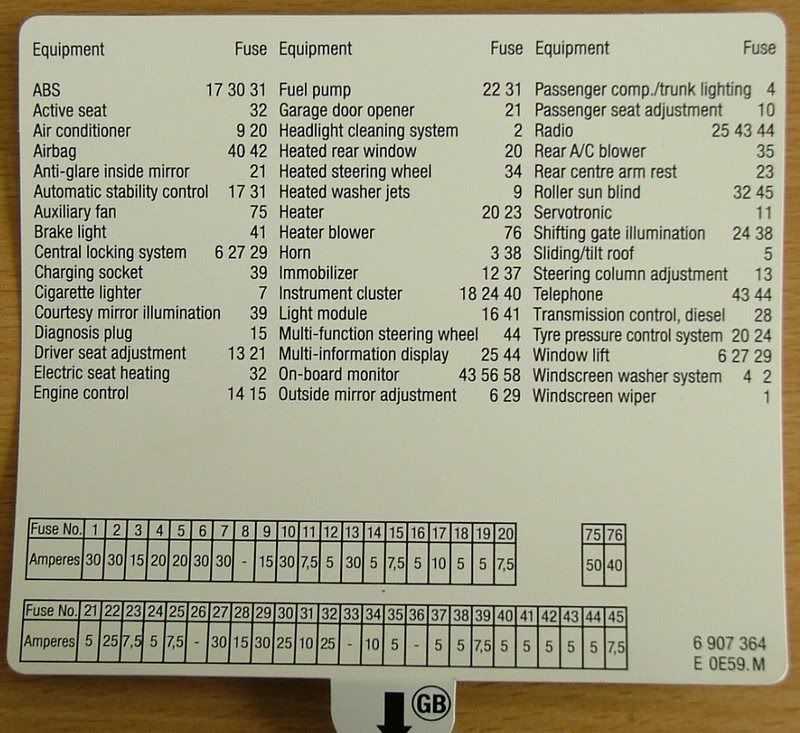 Equipment Fuse Equipment Fuse Equipment Fuse
ABS 17 30 31 Fuel pump 22 31 Passenger comp./trunk lighting 4
Active seat 32 Garage door opener 21 Passenger seat adjustment 10
Air conditioner 9 20 Headlight cleaning system 2 Radio 25 43 44
Airbag 40 42 Heated rear window 20 Rear A/C blower 35
Anti-glare inside mirror 21 Heated steering wheel 34 Rear centre arm rest 23
Automatic stability control 17 31 Heated washer jets 9 Roller sun blind 32 45
Auxiliary fan 75 Heater 20 23 Servotronic 11
Brake light 41 Heater blower 76 Shifting gate illumination 24 38
Central locking system 6 27 29 Horn 3 38 Sliding/tilt roof 5
Charging socket 39 Immobilizer 12 37 Steering column adjustment 13
Cigarette lighter 7 Instrument cluster 18 24 40 Telephone 43 44
Courtesy mirror illumination 39 Light module 16 41 Transmission control, diesel 28
Diagnosis plug 15 Multi-function steering wheel 44 Tyre pressure control system 20 24
Driver seat adjustment 13 21 Multi-information display 25 44 Window lift 6 27 29
Electric seat heating 32 On-board monitor 43 56 58 Windscreen washer system 4 2
Engine control 14 15 Outside mirror adjustment 6 29 Windscreen wiper 1
Fuse No. 1 2 3 4 5 6 7 8 9 10 11 12 13 14 15 16 17 18 19 20 75 76
Amperes 30 30 15 20 20 30 30 - 15 30 7,5 5 30 5 7,5 5 10 5 5 7,5 50 40
Fuse No. 21 22 23 24 25 26 27 28 29 30 31 32 33 34 35 36 37 38 39 40 41 42 43 44 45
Amperes 5 25 7,5 5 7,5 - 30 15 30 25 10 25 - 10 5 - 5 5 7,5 5 5 5 5 5 7,5
6 907 364
E 0E59.M
GB